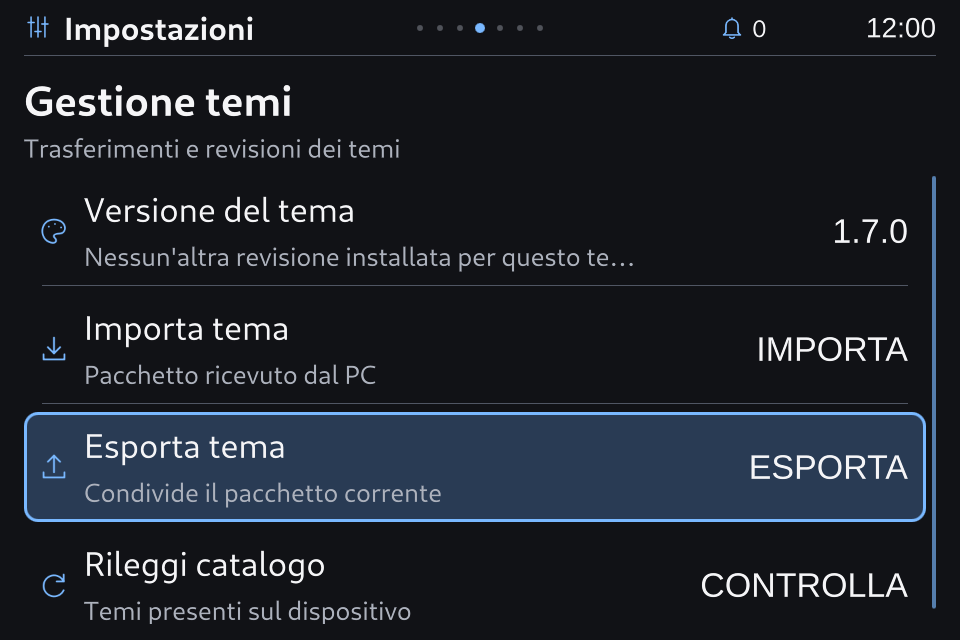 Impostazioni
0
12:00
Gestione temi
Trasferimenti e revisioni dei temi
Versione del tema
1.7.0
Nessun'altra revisione installata per questo te…
Importa tema
IMPORTA
Pacchetto ricevuto dal PC
Esporta tema
ESPORTA
Condivide il pacchetto corrente
Rileggi catalogo
CONTROLLA
Temi presenti sul dispositivo